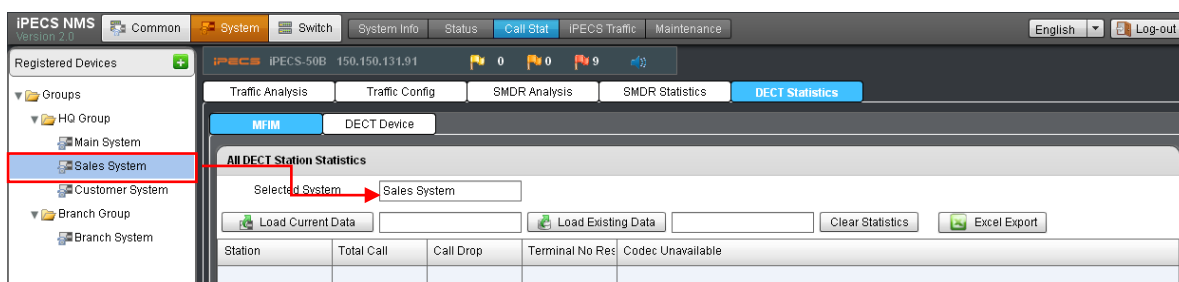 iPECS NMS
Version 2.0
Common
System
Switch
System Info
Status
Call Stat
iPECS Traffic
Maintenance
English
Log-out
Registered Devices
iPECS iPECS-50B 150.150.131.91 0 0 9
Groups
HQ Group
Main System
Sales System
Customer System
Branch Group
Branch System
Traffic Analysis
Traffic Config
SMDR Analysis
SMDR Statistics
DECT Statistics
MFIM
DECT Device
All DECT Station Statistics
Selected System
Sales System
Load Current Data
Load Existing Data
Clear Statistics
Excel Export
Station
Total Call
Call Drop
Terminal No Res
Codec Unavailable